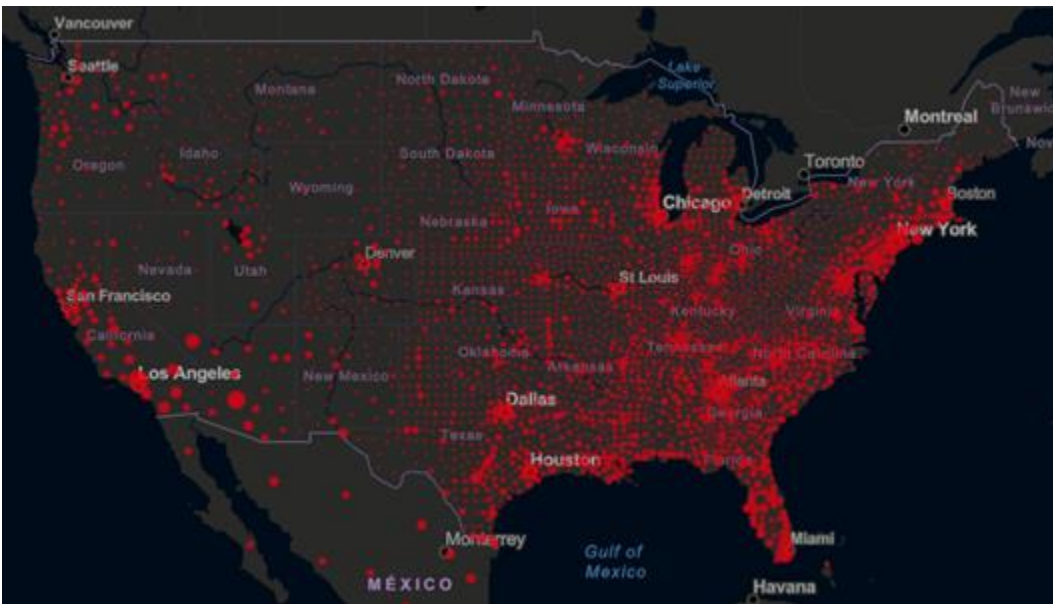 Vancouver
Seattle
Montana
North Dakota
Minnesota
Lake
Superior
New
Brunswic
Montreal
Oregon
Idaho
South Dakota
Wisconsin
Toronto
Nov
Wyoming
New York
Chicago
Detroit
Boston
Nebraska
Iowa
New York
Denver
Ohio
Nevada
Utah
St Louis
San Francisco
Kansas
Kentucky
Virginia
California
Oklahoma
Tennessee
North Carolina
Los Angeles
New Mexico
Arkansas
Atlanta
Dallas
Georgia
Texas
Houston
Florida
Monterrey
Miami
Gulf of
Mexico
MÉXICO
Havana